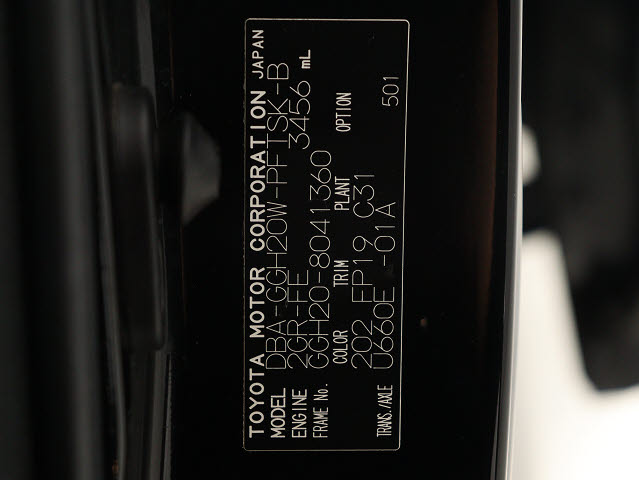 TOYOTA MOTOR CORPORATION JAPAN
MODEL DBA-GGH20W-PFTSK-B
ENGINE 2GR-FE 3456 mL
FRAME No. GGH20-8041360
COLOR TRIM PLANT OPTION
202 FP19 C31
TRANS./AXLE U660E -01A 501